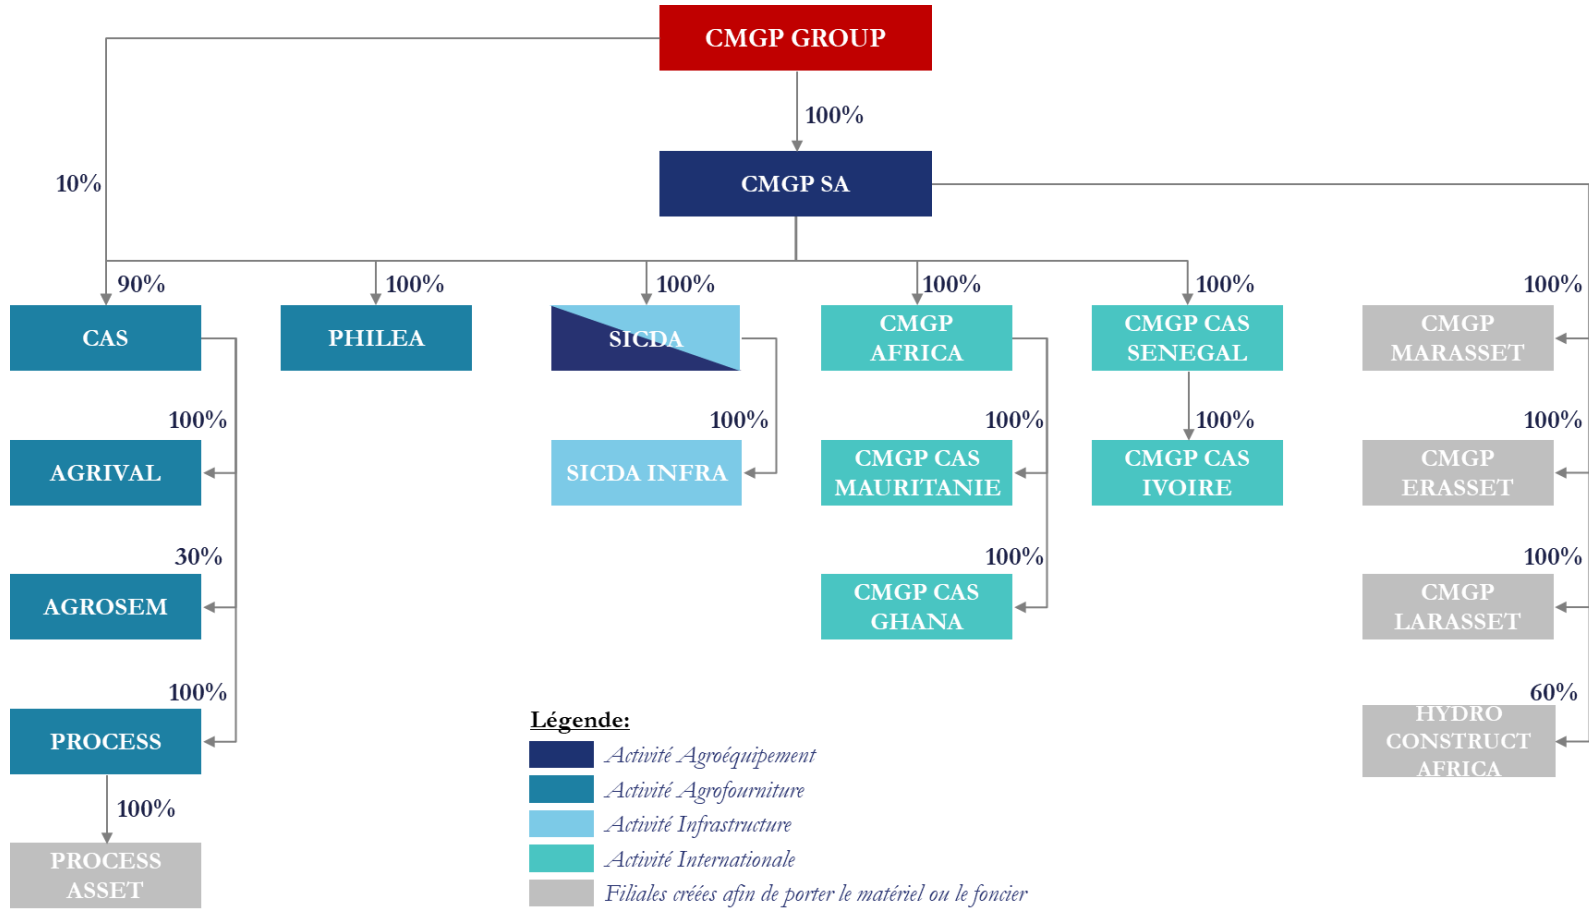 CMGP GROUP
100%
10%
CMGP SA
90%
100%
100%
100%
100%
100%
CAS
PHILEA
SICDA
CMGP
AFRICA
CMGP CAS
SENEGAL
CMGP
MARASSET
100%
100%
100%
100%
100%
AGRIVAL
SICDA INFRA
CMGP CAS
MAURITANIE
CMGP CAS
IVOIRE
CMGP
ERASSET
30%
100%
100%
AGROSEM
CMGP CAS
GHANA
CMGP
LARASSET
100%
60%
PROCESS
HYDRO
CONSTRUCT
AFRICA
100%
PROCESS
ASSET
Légende:
Activité Agroéquipement
Activité Agrofourniture
Activité Infrastructure
Activité Internationale
Filiales créées afin de porter le matériel ou le foncier